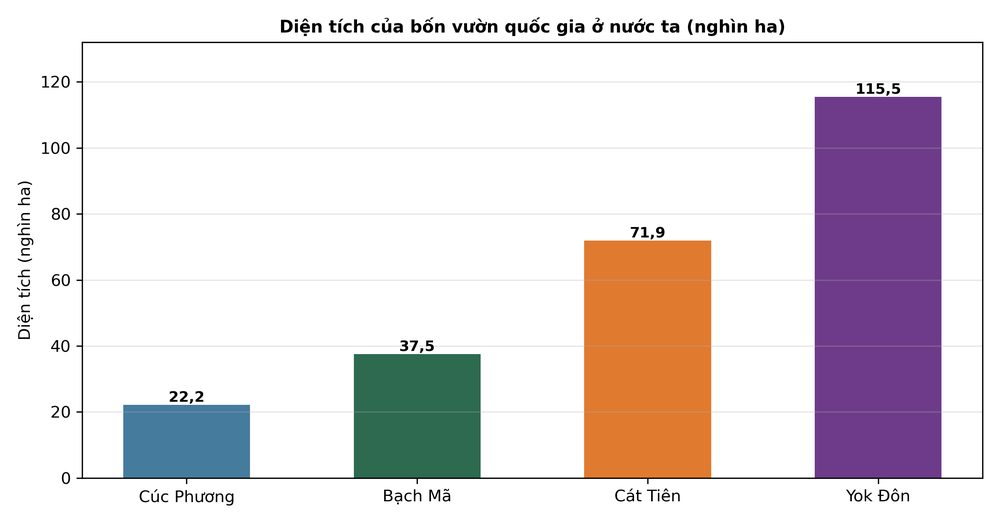 Diện tích của bốn vườn quốc gia ở nước ta (nghìn ha)
Diện tích (nghìn ha)
120
100
80
60
40
20
0
22,2
37,5
71,9
115,5
Cúc Phương
Bạch Mã
Cát Tiên
Yok Đôn